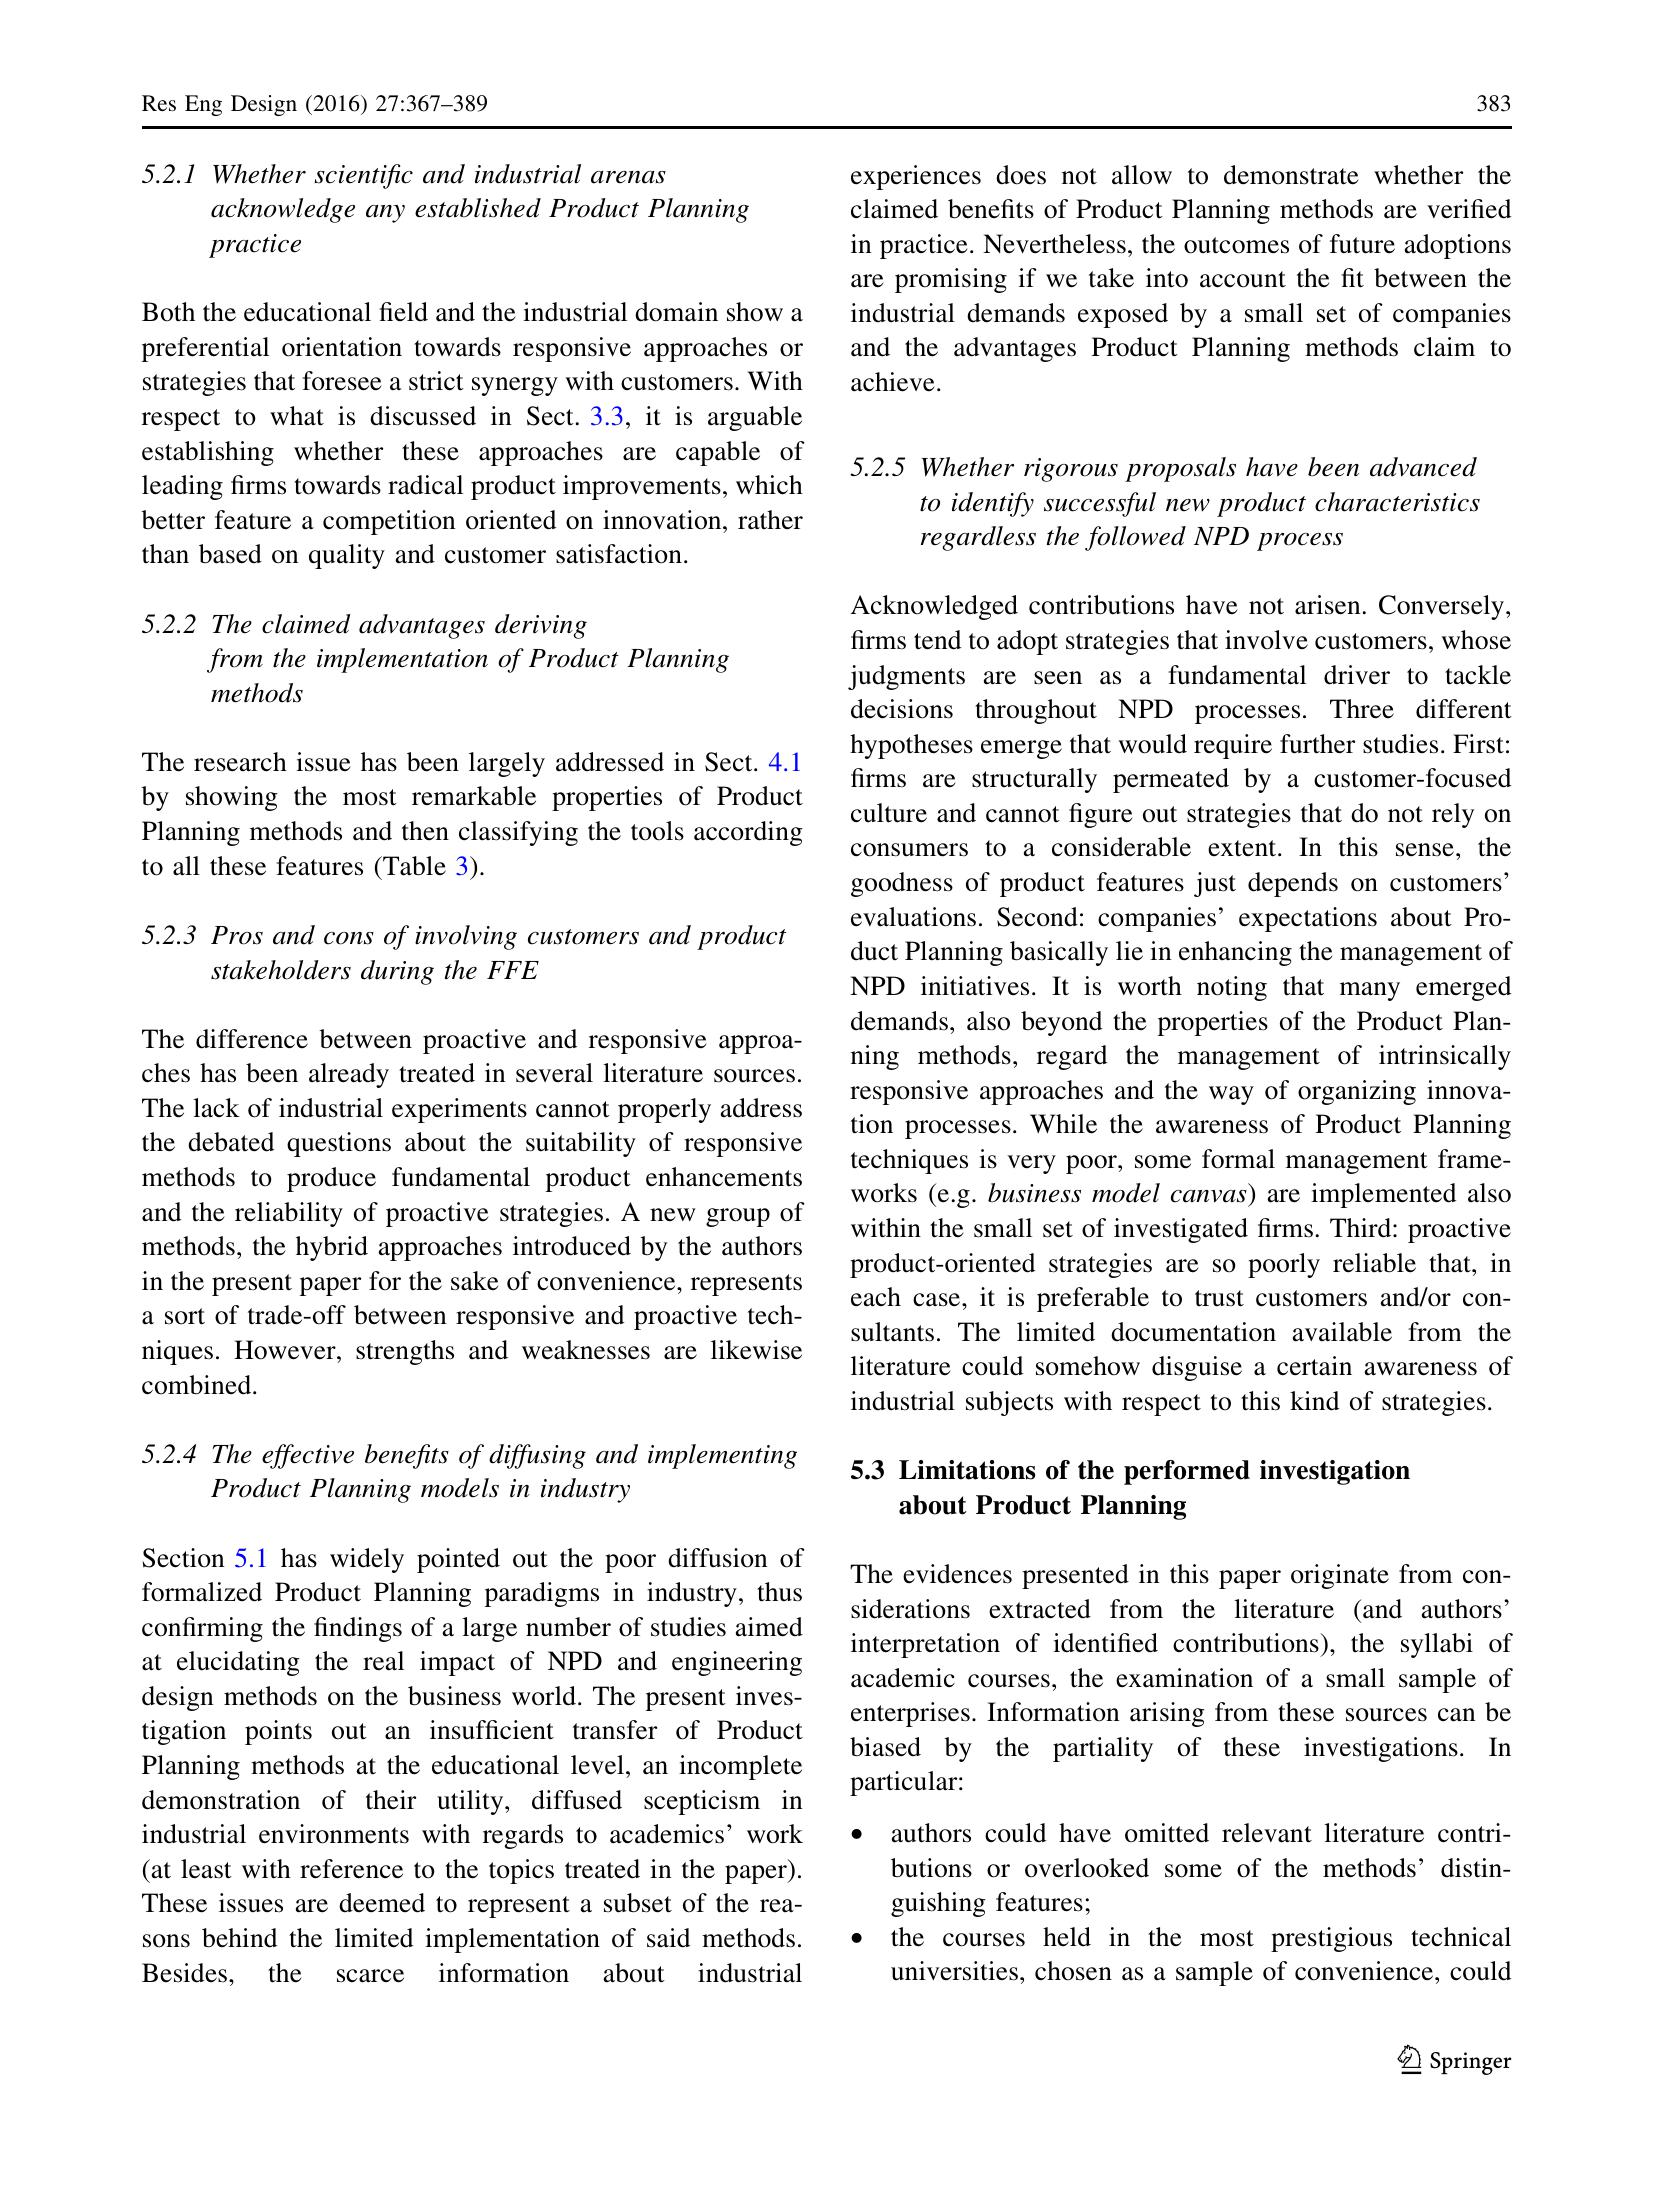 Res Eng Design (2016) 27:367–389
383
5.2.1 Whether scientific and industrial arenas
acknowledge any established Product Planning
practice
Both the educational field and the industrial domain show a
preferential orientation towards responsive approaches or
strategies that foresee a strict synergy with customers. With
respect to what is discussed in Sect. 3.3, it is arguable
establishing whether these approaches are capable of
leading firms towards radical product improvements, which
better feature a competition oriented on innovation, rather
than based on quality and customer satisfaction.
5.2.2 The claimed advantages deriving
from the implementation of Product Planning
methods
The research issue has been largely addressed in Sect. 4.1
by showing the most remarkable properties of Product
Planning methods and then classifying the tools according
to all these features (Table 3).
5.2.3 Pros and cons of involving customers and product
stakeholders during the FFE
The difference between proactive and responsive approa-
ches has been already treated in several literature sources.
The lack of industrial experiments cannot properly address
the debated questions about the suitability of responsive
methods to produce fundamental product enhancements
and the reliability of proactive strategies. A new group of
methods, the hybrid approaches introduced by the authors
in the present paper for the sake of convenience, represents
a sort of trade-off between responsive and proactive tech-
niques. However, strengths and weaknesses are likewise
combined.
5.2.4 The effective benefits of diffusing and implementing
Product Planning models in industry
Section 5.1 has widely pointed out the poor diffusion of
formalized Product Planning paradigms in industry, thus
confirming the findings of a large number of studies aimed
at elucidating the real impact of NPD and engineering
design methods on the business world. The present inves-
tigation points out an insufficient transfer of Product
Planning methods at the educational level, an incomplete
demonstration of their utility, diffused scepticism in
industrial environments with regards to academics' work
(at least with reference to the topics treated in the paper).
These issues are deemed to represent a subset of the rea-
sons behind the limited implementation of said methods.
Besides, the scarce information about industrial
experiences does not allow to demonstrate whether the
claimed benefits of Product Planning methods are verified
in practice. Nevertheless, the outcomes of future adoptions
are promising if we take into account the fit between the
industrial demands exposed by a small set of companies
and the advantages Product Planning methods claim to
achieve.
5.2.5 Whether rigorous proposals have been advanced
to identify successful new product characteristics
regardless the followed NPD process
Acknowledged contributions have not arisen. Conversely,
firms tend to adopt strategies that involve customers, whose
judgments are seen as a fundamental driver to tackle
decisions throughout NPD processes. Three different
hypotheses emerge that would require further studies. First:
firms are structurally permeated by a customer-focused
culture and cannot figure out strategies that do not rely on
consumers to a considerable extent. In this sense, the
goodness of product features just depends on customers'
evaluations. Second: companies' expectations about Pro-
duct Planning basically lie in enhancing the management of
NPD initiatives. It is worth noting that many emerged
demands, also beyond the properties of the Product Plan-
ning methods, regard the management of intrinsically
responsive approaches and the way of organizing innova-
tion processes. While the awareness of Product Planning
techniques is very poor, some formal management frame-
works (e.g. business model canvas) are implemented also
within the small set of investigated firms. Third: proactive
product-oriented strategies are so poorly reliable that, in
each case, it is preferable to trust customers and/or con-
sultants. The limited documentation available from the
literature could somehow disguise a certain awareness of
industrial subjects with respect to this kind of strategies.
5.3 Limitations of the performed investigation
about Product Planning
The evidences presented in this paper originate from con-
siderations extracted from the literature (and authors'
interpretation of identified contributions), the syllabi of
academic courses, the examination of a small sample of
enterprises. Information arising from these sources can be
biased by the partiality of these investigations. In
particular:
• authors could have omitted relevant literature contri-
butions or overlooked some of the methods' distin-
guishing features;
• the courses held in the most prestigious technical
universities, chosen as a sample of convenience, could
Springer